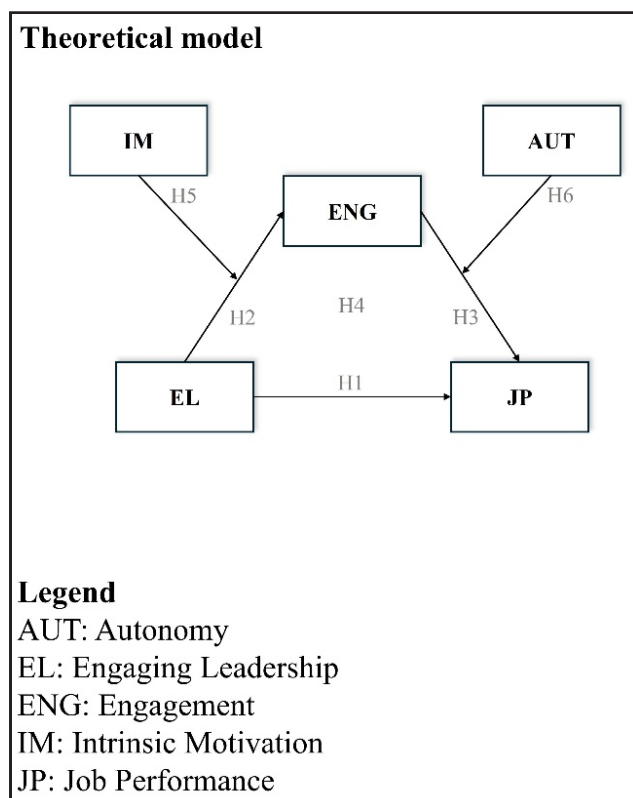 Theoretical model
IM
AUT
H5
H6
ENG
H4
H2
H3
H1
EL
JP
Legend
AUT: Autonomy
EL: Engaging Leadership
ENG: Engagement
IM: Intrinsic Motivation
JP: Job Performance